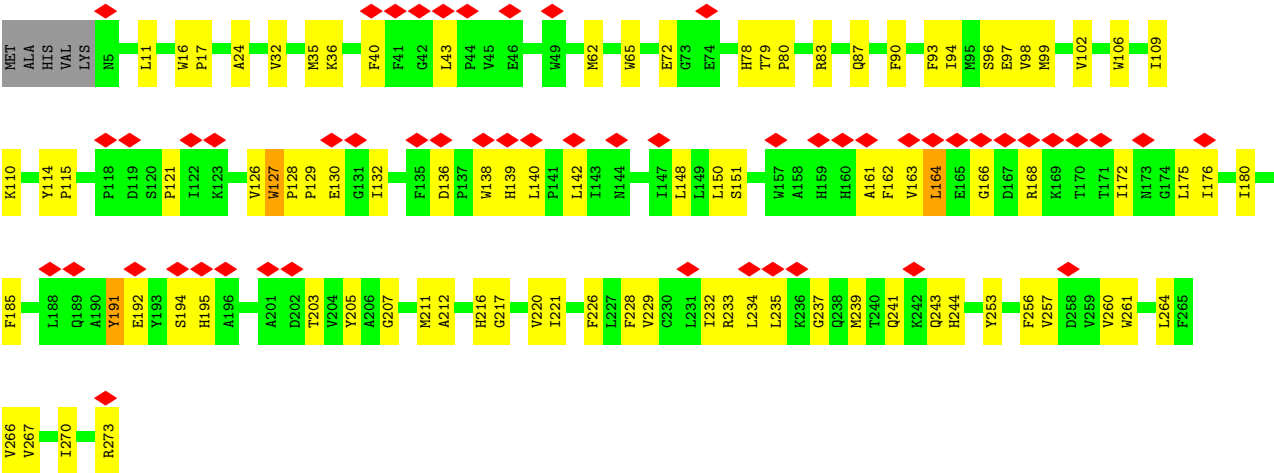 MET ALA HIS VAL LYS N5 L11 W16 P17 A24 V32 M35 K36 F40 F41 G42 L43 P44 V45 E46 W49 M62 W65 E72 G73 E74 H78 T79 P80 R83 Q87 F90 F93 I94 M95 S96 E97 V98 M99 V102 W106 I109
K110 Y114 P115 P118 D119 S120 P121 I122 K123 V126 W127 P128 P129 E130 G131 I132 F135 D136 P137 W138 H139 L140 P141 L142 I143 N144 I147 L148 L149 L150 S151 W157 A158 H159 H160 A161 F162 V163 L164 E165 G166 D167 R168 K169 T170 T171 I172 N173 G174 L175 I176 I180
F185 L188 Q189 A190 Y191 E192 Y193 S194 H195 A196 A201 D202 T203 V204 Y205 A206 G207 M211 A212 H216 G217 V220 I221 F226 L227 F228 V229 C230 L231 I232 R233 L234 L235 K236 G237 Q238 M239 T240 Q241 K242 Q243 H244 Y253 F256 V257 D258 V259 V260 W261 L264 F265
V266 V267 I270 R273